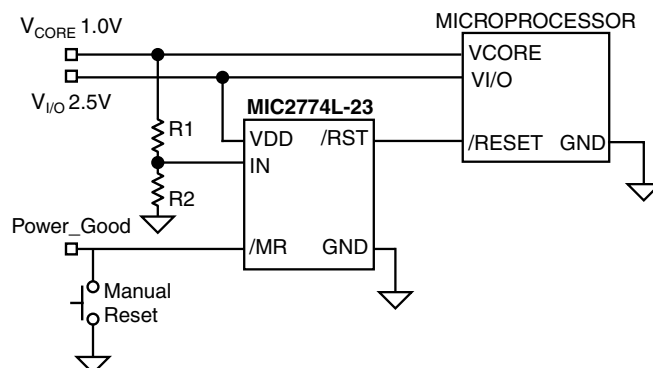 MICROPROCESSOR
VCORE 1.0V
VI/O 2.5V
VCORE
VI/O
MIC2774L-23
R1
VDD
/RST
/RESET
GND
IN
R2
Power_Good
/MR
GND
Manual
Reset